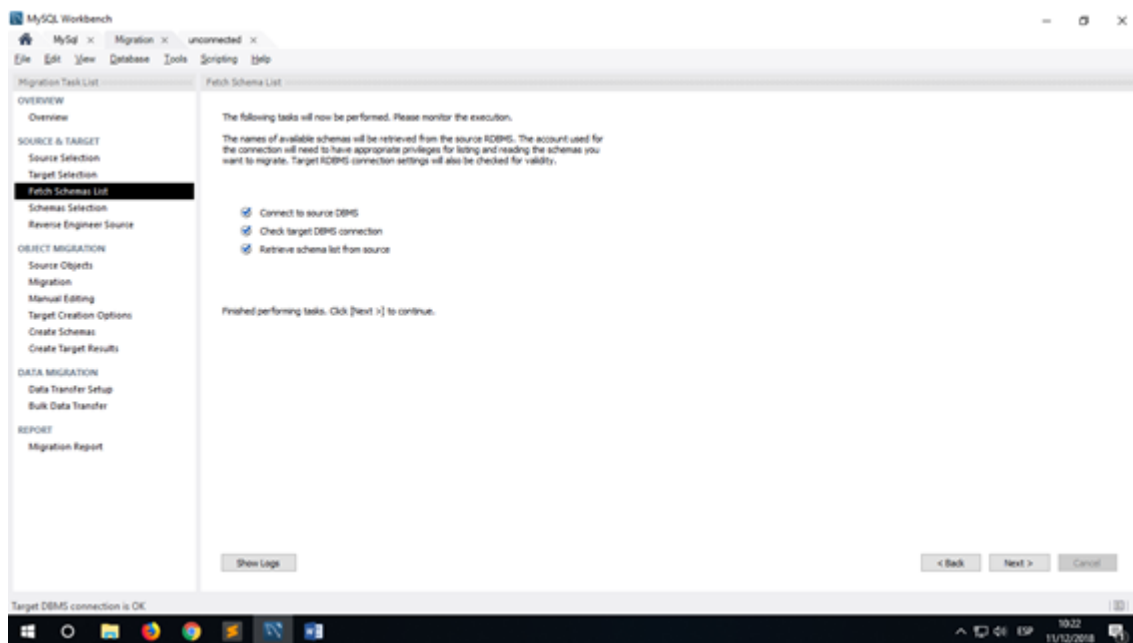 MySQL Workbench
MySql × Migration × unconnected ×
File Edit View Database Tools Scripting Help
Migration Task List
OVERVIEW
Overview
SOURCE & TARGET
Source Selection
Target Selection
Fetch Schemas List
Schemas Selection
Reverse Engineer Source
OBJECT MIGRATION
Source Objects
Migration
Manual Editing
Target Creation Options
Create Schemas
Create Target Results
DATA MIGRATION
Data Transfer Setup
Bulk Data Transfer
REPORT
Migration Report
Fetch Schema List
The following tasks will now be performed. Please monitor the execution.
The names of available schemas will be retrieved from the source RDBMS. The account used for
the connection will need to have appropriate privileges for listing and reading the schemas you
want to migrate. Target RDBMS connection settings will also be checked for validity.
Connect to source DBMS
Check target DBMS connection
Retrieve schema list from source
Finished performing tasks. Click [Next >] to continue.
Show Logs
< Back Next > Cancel
Target DBMS connection is OK
ESP
10:22
11/12/2018